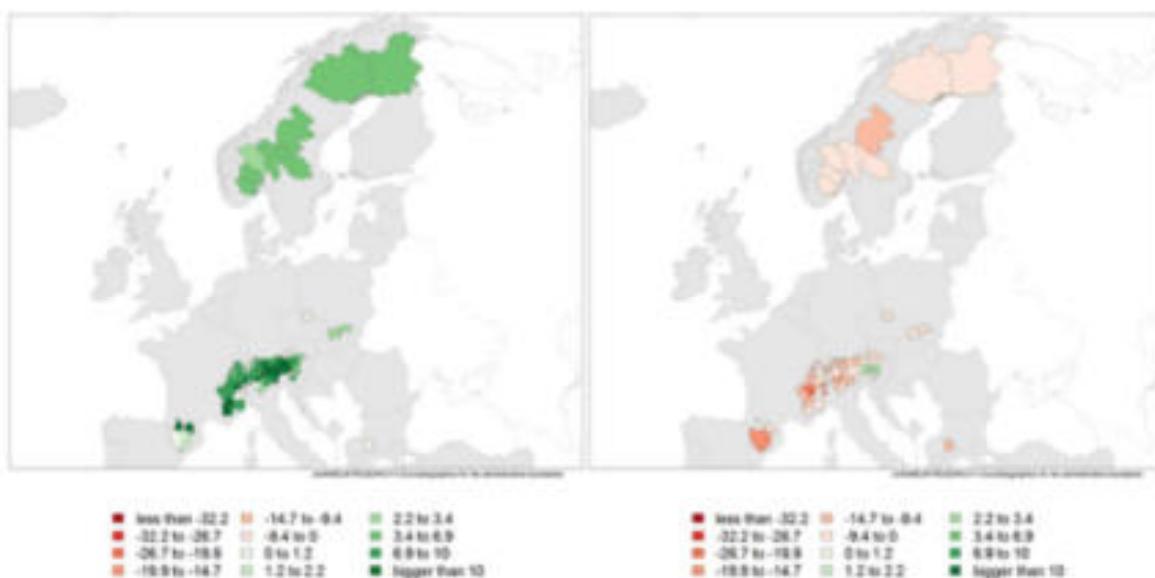 less than -32.2 -14.7 to -9.4 2.2 to 3.4
-32.2 to -26.7 -9.4 to 0 3.4 to 6.9
-26.7 to -19.9 0 to 1.2 6.9 to 10
-19.9 to -14.7 1.2 to 2.2 bigger than 10
less than -32.2 -14.7 to -9.4 2.2 to 3.4
-32.2 to -26.7 -9.4 to 0 3.4 to 6.9
-26.7 to -19.9 0 to 1.2 6.9 to 10
-19.9 to -14.7 1.2 to 2.2 bigger than 10